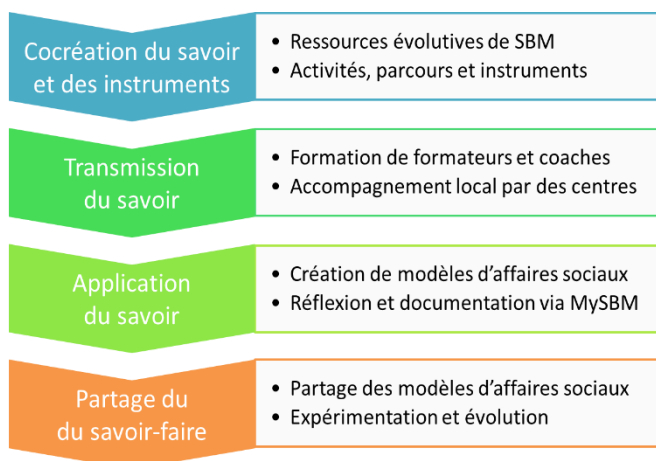 Cocréation du savoir
et des instruments
• Ressources évolutives de SBM
• Activités, parcours et instruments
Transmission
du savoir
• Formation de formateurs et coaches
• Accompagnement local par des centres
Application
du savoir
• Création de modèles d’affaires sociaux
• Réflexion et documentation via MySBM
Partage du
du savoir-faire
• Partage des modèles d’affaires sociaux
• Expérimentation et évolution